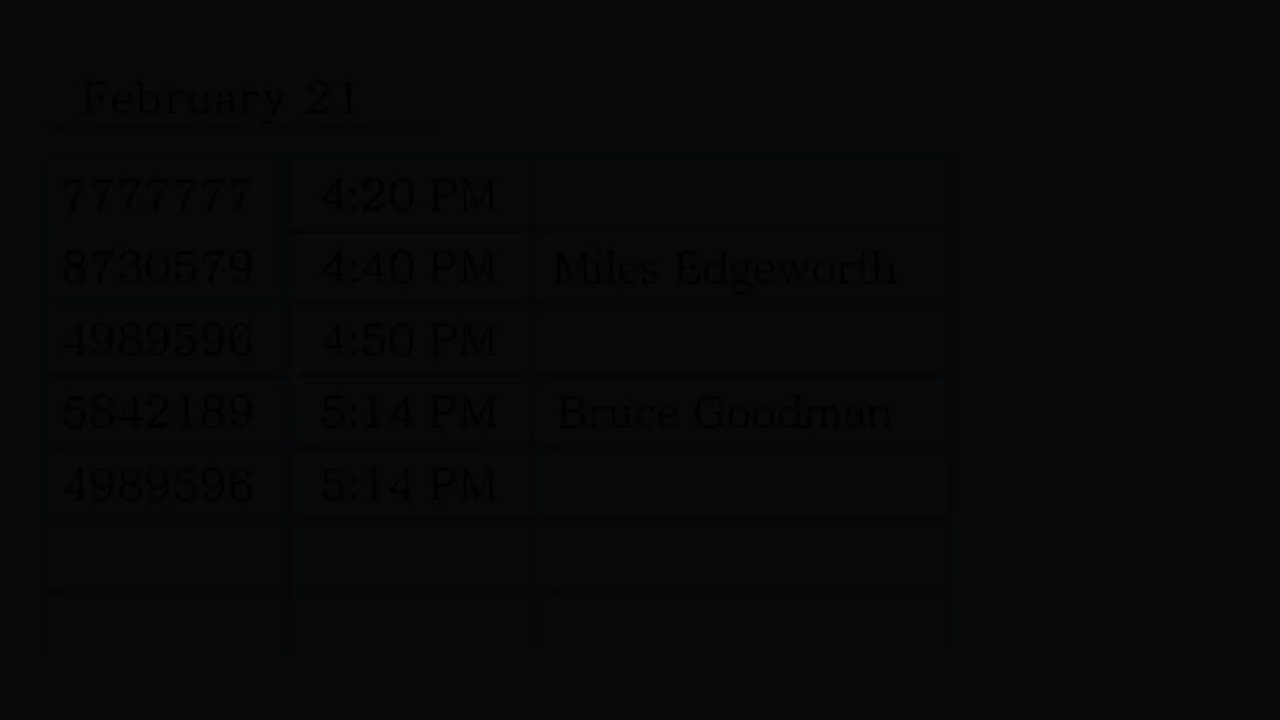 February 21
7777777 4:20 PM
8730579 4:40 PM Miles Edgeworth
4989596 4:50 PM
5842189 5:14 PM Bruce Goodman
4989596 5:14 PM